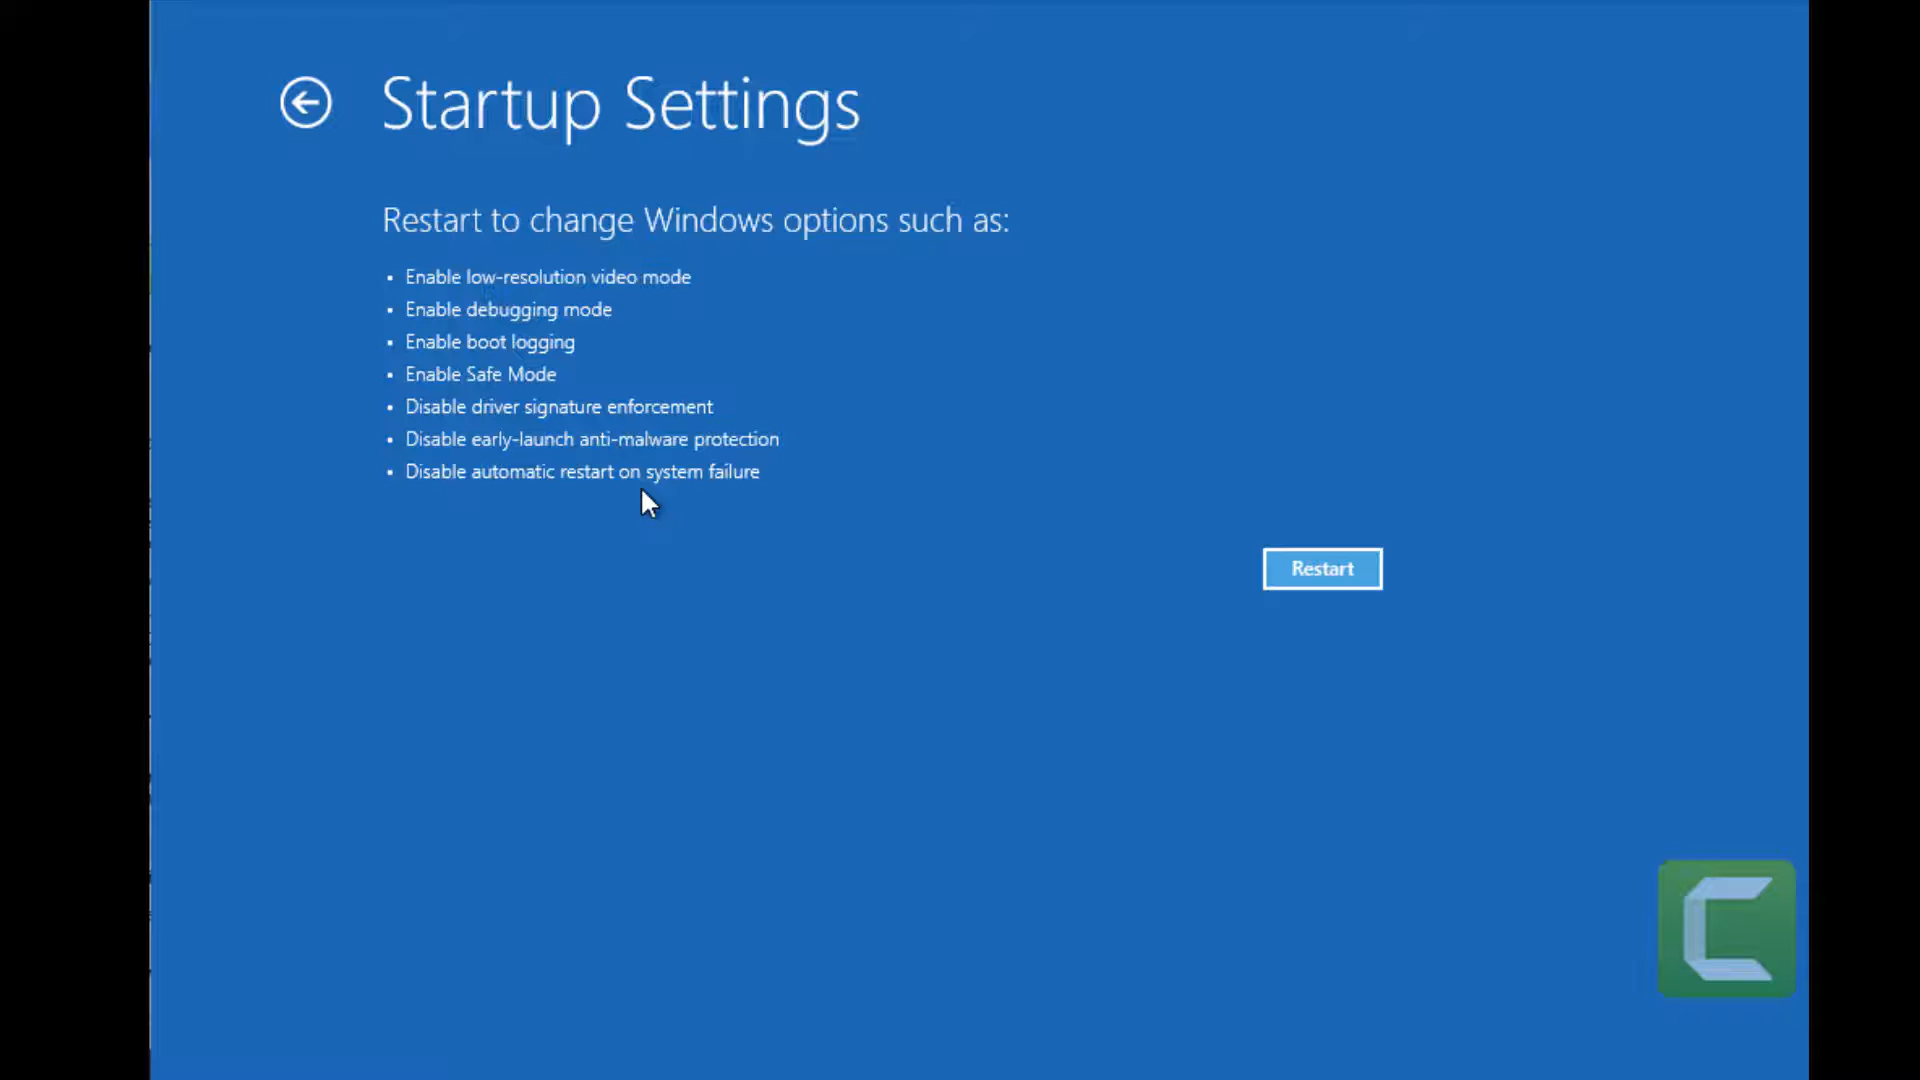 Startup Settings
Restart to change Windows options such as:
• Enable low-resolution video mode
• Enable debugging mode
• Enable boot logging
• Enable Safe Mode
• Disable driver signature enforcement
• Disable early-launch anti-malware protection
• Disable automatic restart on system failure
Restart